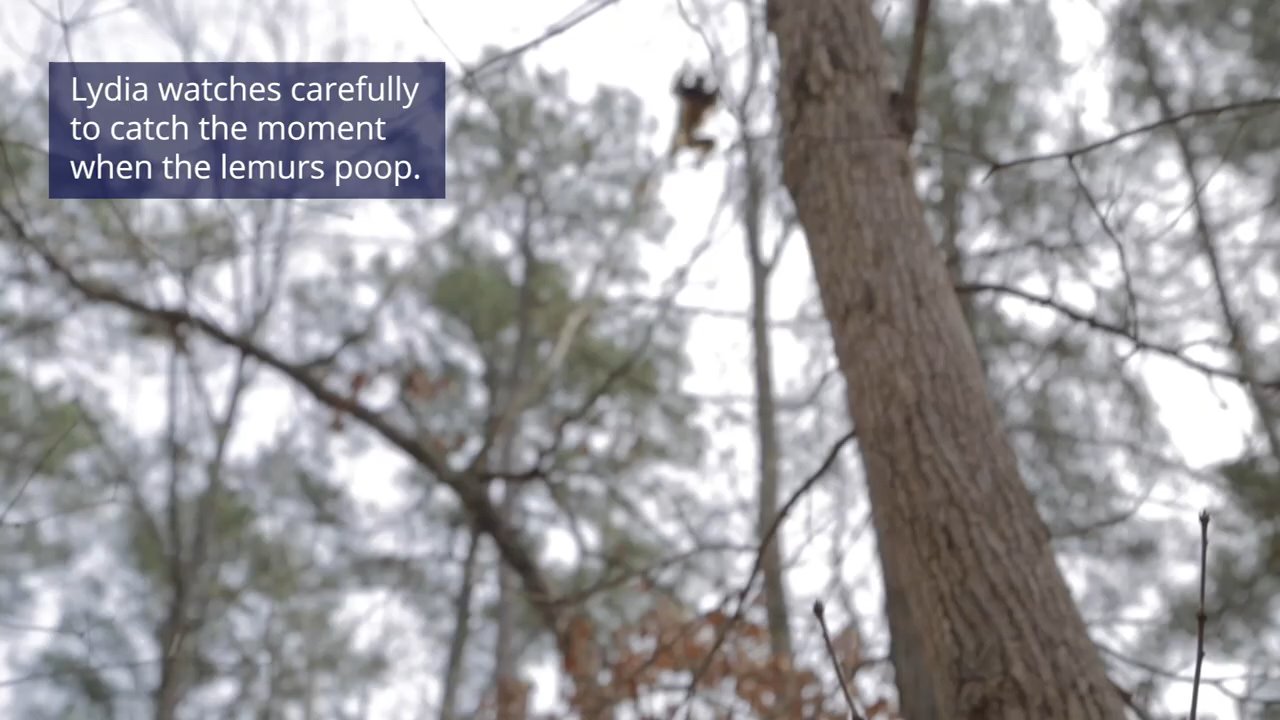 Lydia watches carefully
to catch the moment
when the lemurs poop.